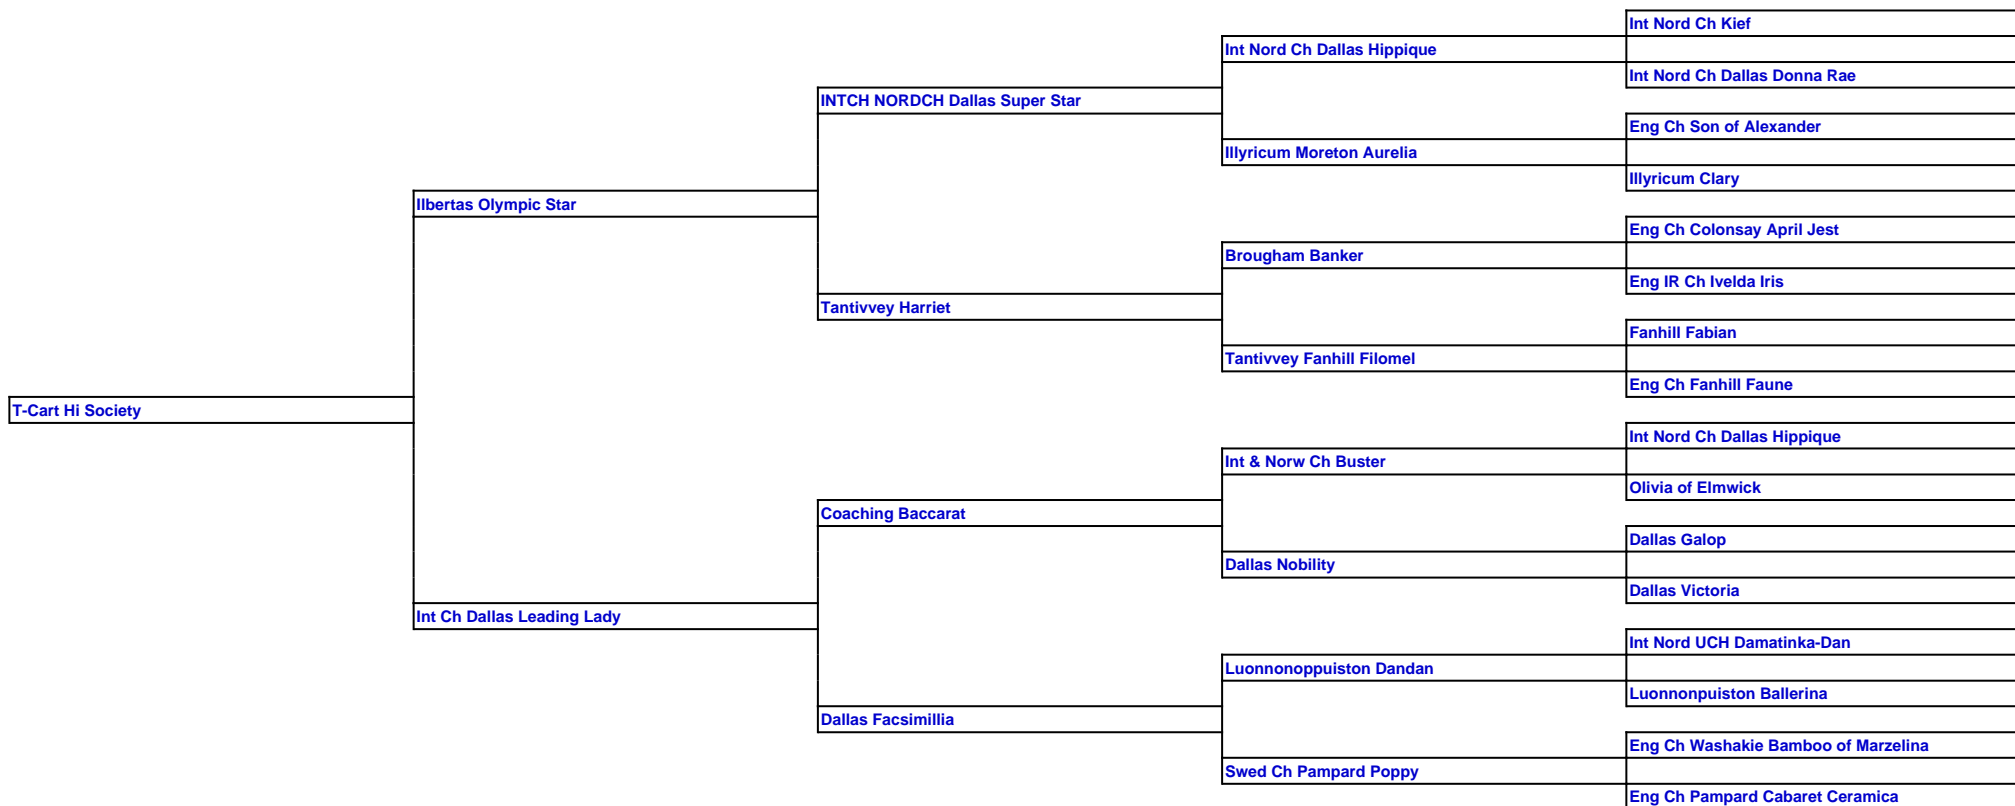 Int Nord Ch Kief
Int Nord Ch Dallas Hippique
Int Nord Ch Dallas Donna Rae
INTCH NORDCH Dallas Super Star
Eng Ch Son of Alexander
Illyricum Moreton Aurelia
Illyricum Clary
Ilbertas Olympic Star
Eng Ch Colonsay April Jest
Brougham Banker
Eng IR Ch Ivelda Iris
Tantivvey Harriet
Fanhill Fabian
Tantivvey Fanhill Filomel
Eng Ch Fanhill Faune
T-Cart Hi Society
Int Nord Ch Dallas Hippique
Int & Norw Ch Buster
Olivia of Elmwick
Coaching Baccarat
Dallas Galop
Dallas Nobility
Dallas Victoria
Int Ch Dallas Leading Lady
Int Nord UCH Damatinka-Dan
Luonnonoppuiston Dandan
Luonnonpuiston Ballerina
Dallas Facsimillia
Eng Ch Washakie Bamboo of Marzelina
Swed Ch Pampard Poppy
Eng Ch Pampard Cabaret Ceramica